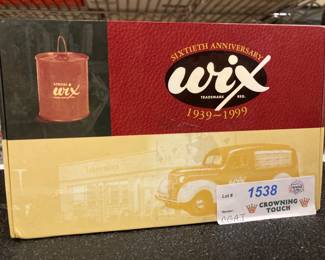 SIXTIETH ANNIVERSARY
wix
TRADEMARK REG.
1939~1999
wix
Lot #
1538
CROWNING
TOUCH